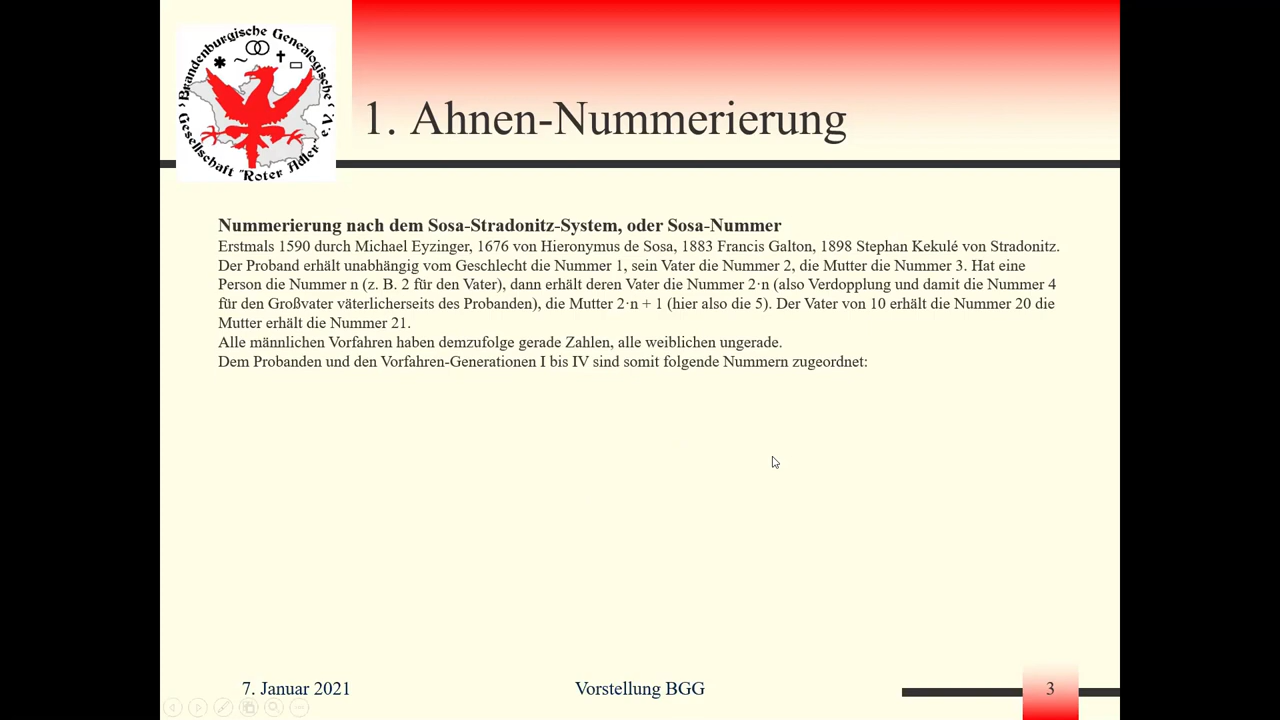 Brandenburgische Genealogische
Gesellschaft "Roter Adler" e.V.
1. Ahnen-Nummerierung
Nummerierung nach dem Sosa-Stradonitz-System, oder Sosa-Nummer
Erstmals 1590 durch Michael Eyzinger, 1676 von Hieronymus de Sosa, 1883 Francis Galton, 1898 Stephan Kekulé von Stradonitz.
Der Proband erhält unabhängig vom Geschlecht die Nummer 1, sein Vater die Nummer 2, die Mutter die Nummer 3. Hat eine
Person die Nummer n (z. B. 2 für den Vater), dann erhält deren Vater die Nummer 2·n (also Verdopplung und damit die Nummer 4
für den Großvater väterlicherseits des Probanden), die Mutter 2·n + 1 (hier also die 5). Der Vater von 10 erhält die Nummer 20 die
Mutter erhält die Nummer 21.
Alle männlichen Vorfahren haben demzufolge gerade Zahlen, alle weiblichen ungerade.
Dem Probanden und den Vorfahren-Generationen I bis IV sind somit folgende Nummern zugeordnet:
7. Januar 2021
Vorstellung BGG
3